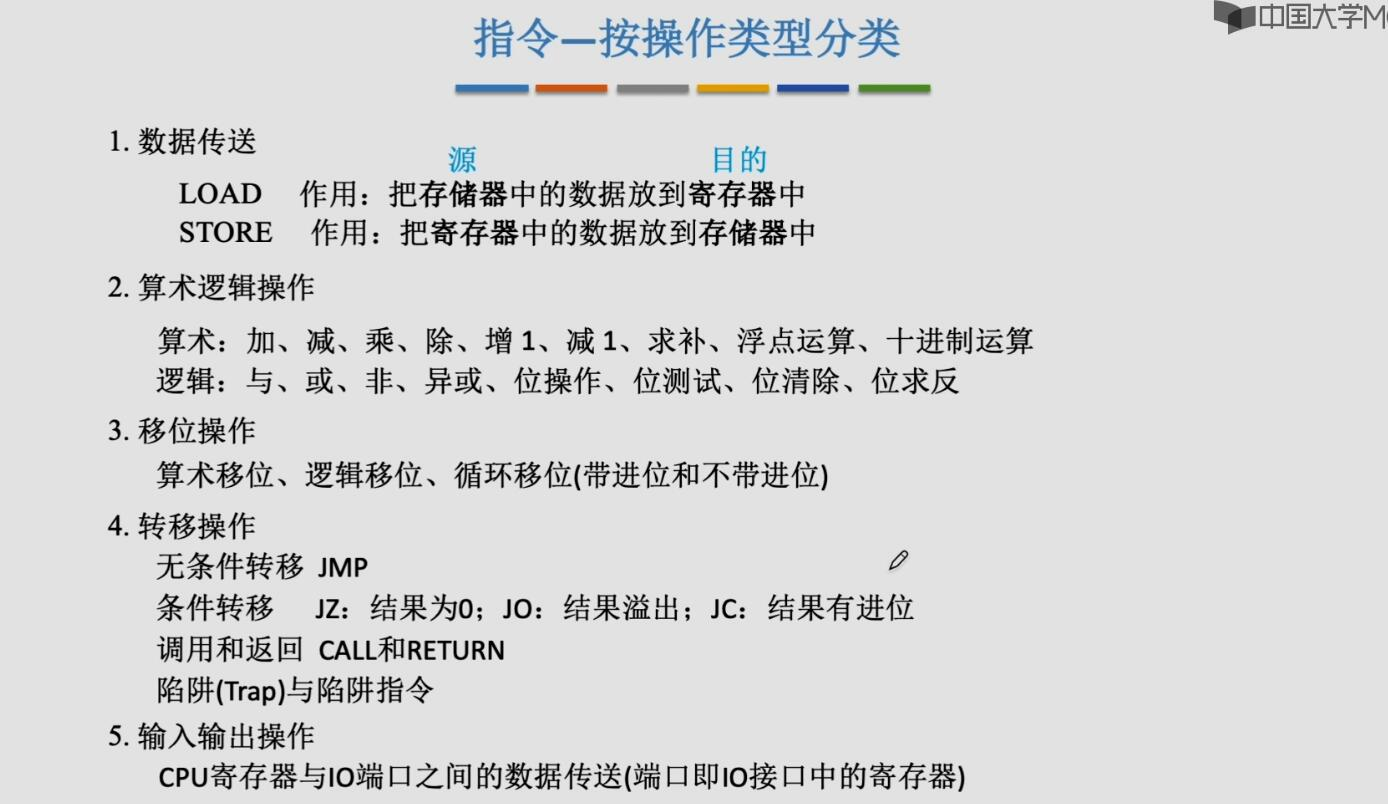 中国大学M
指令—按操作类型分类
1. 数据传送
源 目的
LOAD 作用：把存储器中的数据放到寄存器中
STORE 作用：把寄存器中的数据放到存储器中
2. 算术逻辑操作
算术：加、减、乘、除、增 1、减 1、求补、浮点运算、十进制运算
逻辑：与、或、非、异或、位操作、位测试、位清除、位求反
3. 移位操作
算术移位、逻辑移位、循环移位(带进位和不带进位)
4. 转移操作
无条件转移 JMP
条件转移 JZ：结果为0；JO：结果溢出；JC：结果有进位
调用和返回 CALL和RETURN
陷阱(Trap)与陷阱指令
5. 输入输出操作
CPU寄存器与IO端口之间的数据传送(端口即IO接口中的寄存器)